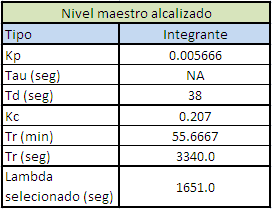 Nivel maestro alcalizado
Tipo Integrante
Kp 0.005666
Tau (seg) NA
Td (seg) 38
Kc 0.207
Tr (min) 55.6667
Tr (seg) 3340.0
Lambda
selecionado (seg) 1651.0